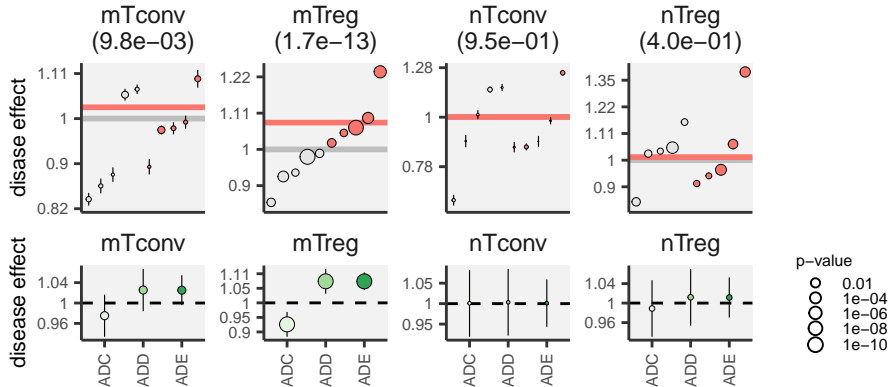 mTconv
(9.8e−03)
mTreg
(1.7e−13)
nTconv
(9.5e−01)
nTreg
(4.0e−01)
disase effect
1.11
1
0.9
0.82
1.22
1.11
1
0.9
1.28
1
0.78
1.35
1.22
1.11
1
0.9
mTconv
mTreg
nTconv
nTreg
disease effect
1.04
1
0.96
1.11
1.05
1
0.95
0.9
1.05
1
0.95
1.04
1
0.96
ADC
ADD
ADE
ADC
ADD
ADE
ADC
ADD
ADE
ADC
ADD
ADE
p−value
0.01
1e−04
1e−06
1e−08
1e−10